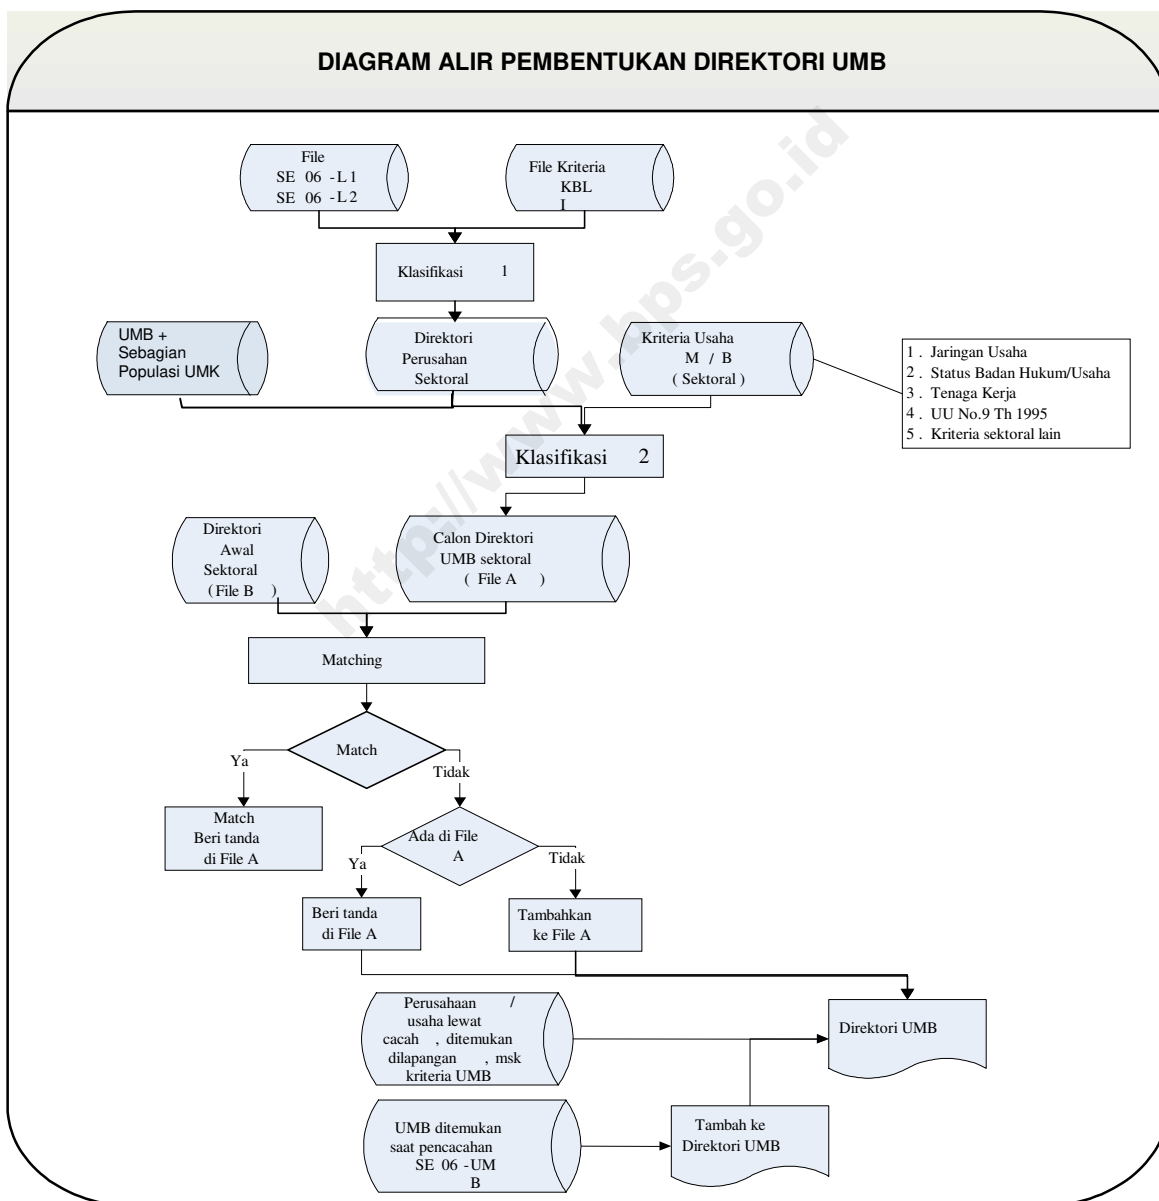 DIAGRAM ALIR PEMBENTUKAN DIREKTORI UMB
File
SE 06 -L1
SE 06 -L2
File Kriteria
KBL
I
Klasifikasi 1
UMB +
Sebagian
Populasi UMK
Direktori
Perusahan
Sektoral
Kriteria Usaha
M / B
( Sektoral )
1 . Jaringan Usaha
2 . Status Badan Hukum/Usaha
3 . Tenaga Kerja
4 . UU No.9 Th 1995
5 . Kriteria sektoral lain
Klasifikasi 2
Direktori
Awal
Sektoral
(File B )
Calon Direktori
UMB sektoral
( File A )
Matching
Match
Ya
Tidak
Match
Beri tanda
di File A
Ada di File
A
Ya
Tidak
Beri tanda
di File A
Tambahkan
ke File A
Perusahaan /
usaha lewat
cacah , ditemukan
dilapangan , msk
kriteria UMB
Direktori UMB
UMB ditemukan
saat pencacahan
SE 06 -UM
B
Tambah ke
Direktori UMB
http://www.bps.go.id